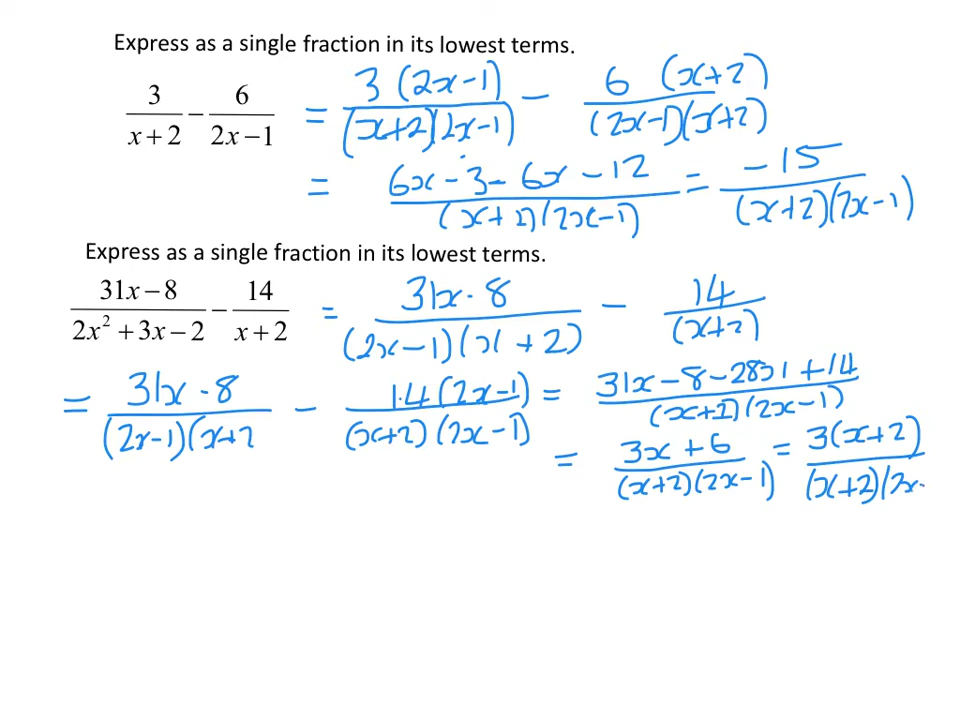 Express as a single fraction in its lowest terms.
3/(x+2) − 6/(2x−1) = 3(2x−1)/((x+2)(2x−1)) − 6(x+2)/((2x−1)(x+2))
= (6x−3−6x−12)/((x+2)(2x−1)) = −15/((x+2)(2x−1))
Express as a single fraction in its lowest terms.
(31x−8)/(2x²+3x−2) − 14/(x+2) = (31x-8)/((2x−1)(x+2)) − 14/(x+2)
= (31x-8)/((2x-1)(x+2 − 14(2x-1)/((x+2)(2x−1)) = (31x−8−28x+14)/((x+2)(2x−1))
= (3x+6)/((x+2)(2x−1)) = 3(x+2)/((x+2)(2x-